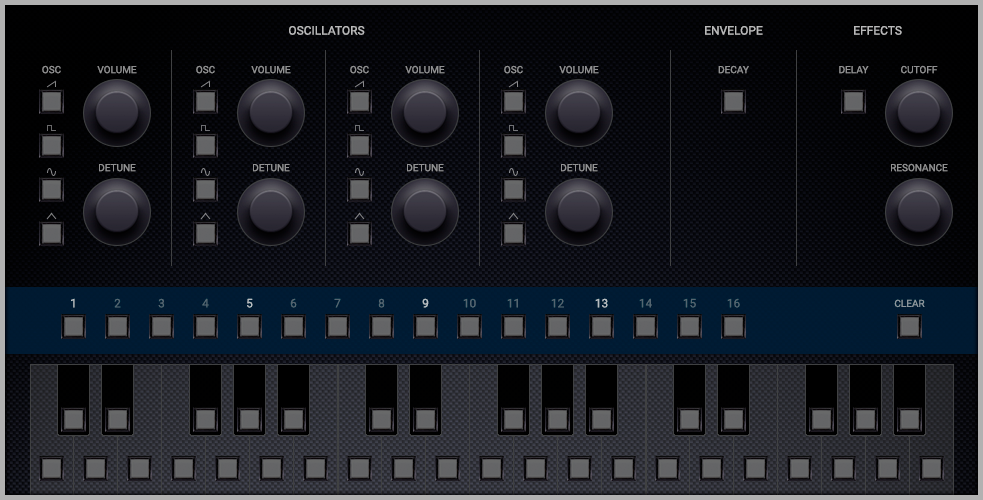 OSCILLATORS ENVELOPE EFFECTS
OSC VOLUME OSC VOLUME OSC VOLUME OSC VOLUME DECAY DELAY CUTOFF
DETUNE DETUNE DETUNE DETUNE RESONANCE
1 2 3 4 5 6 7 8 9 10 11 12 13 14 15 16 CLEAR